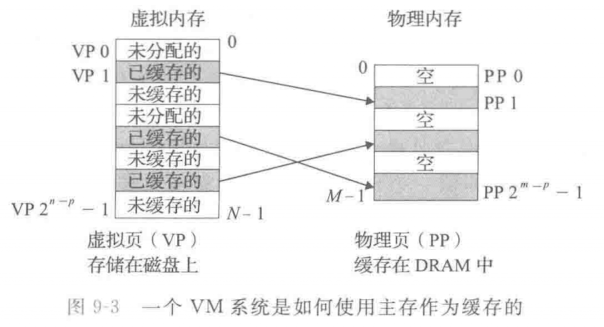 虚拟内存
物理内存
VP 0 未分配的 0
VP 1 已缓存的
未缓存的
未分配的
已缓存的
未缓存的
已缓存的
VP 2^{n-p} - 1 未缓存的 N-1
0 空 PP 0
PP 1
空
空
M-1 PP 2^{m-p} - 1
虚拟页（VP）
存储在磁盘上
物理页（PP）
缓存在 DRAM 中
图 9-3 一个 VM 系统是如何使用主存作为缓存的